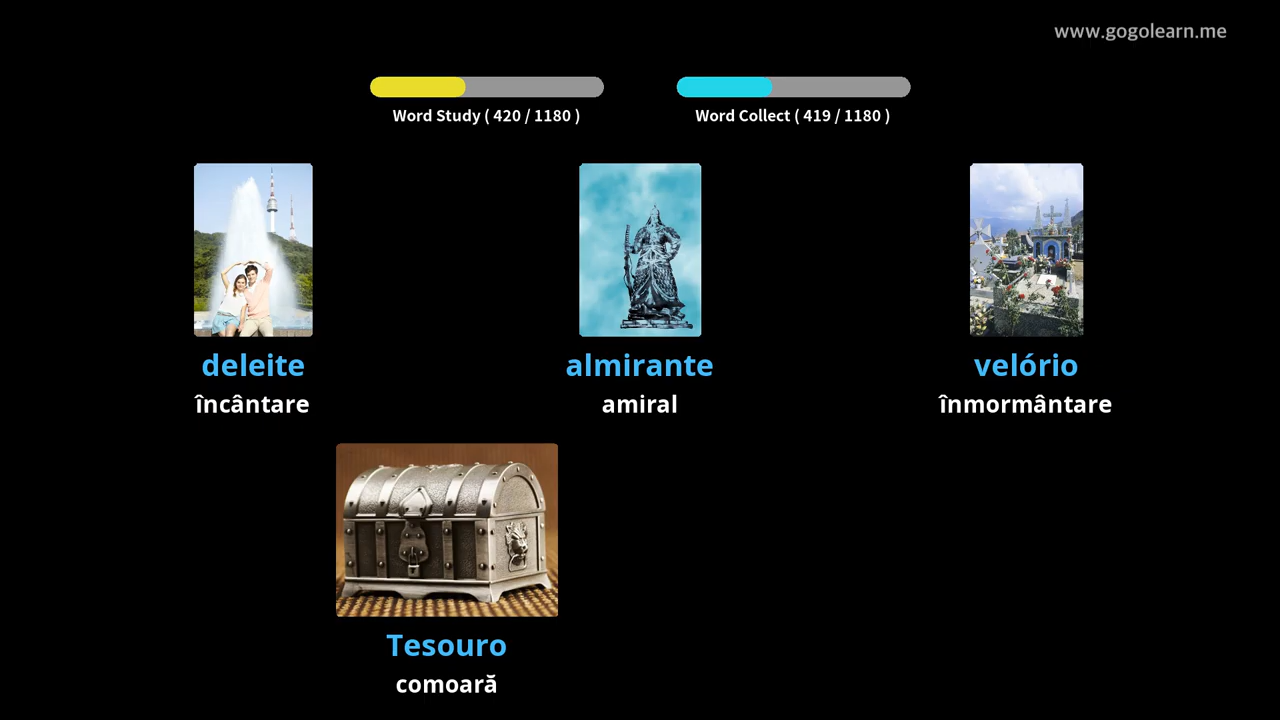 www.gogolearn.me
Word Study ( 420 / 1180 )
Word Collect ( 419 / 1180 )
deleite
încântare
almirante
amiral
velório
înmormântare
Tesouro
comoară